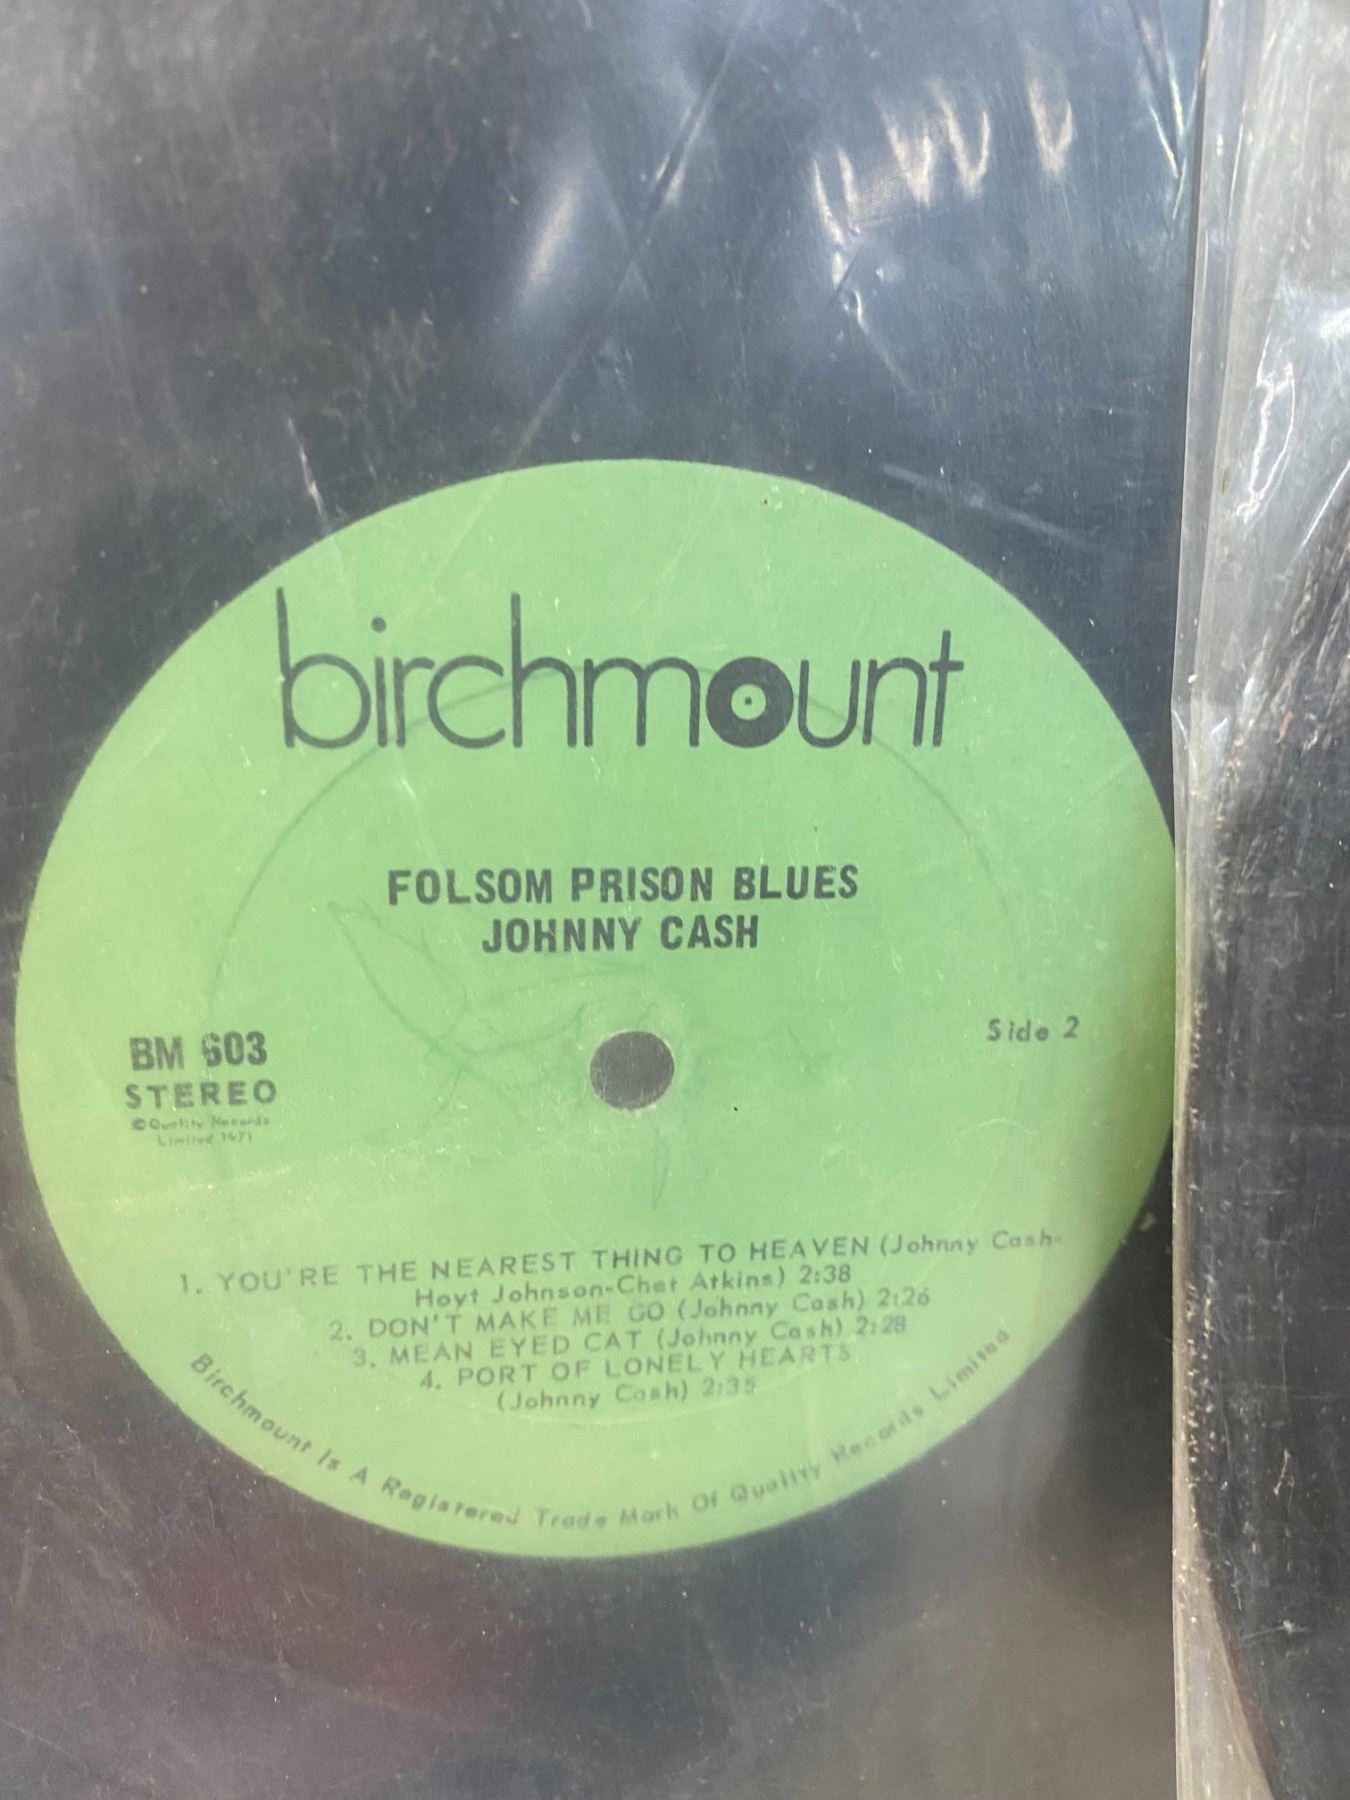 birchmount
FOLSOM PRISON BLUES
JOHNNY CASH
BM 603
STEREO
©Quality Records
Limited 1971
Side 2
1. YOU'RE THE NEAREST THING TO HEAVEN (Johnny Cash-
Hoyt Johnson-Chet Atkins) 2:38
2. DON'T MAKE ME GO (Johnny Cash) 2:26
3. MEAN EYED CAT (Johnny Cash) 2:28
4. PORT OF LONELY HEARTS
(Johnny Cash) 2:35
Birchmount Is A Registered Trade Mark Of Quality Records Limited